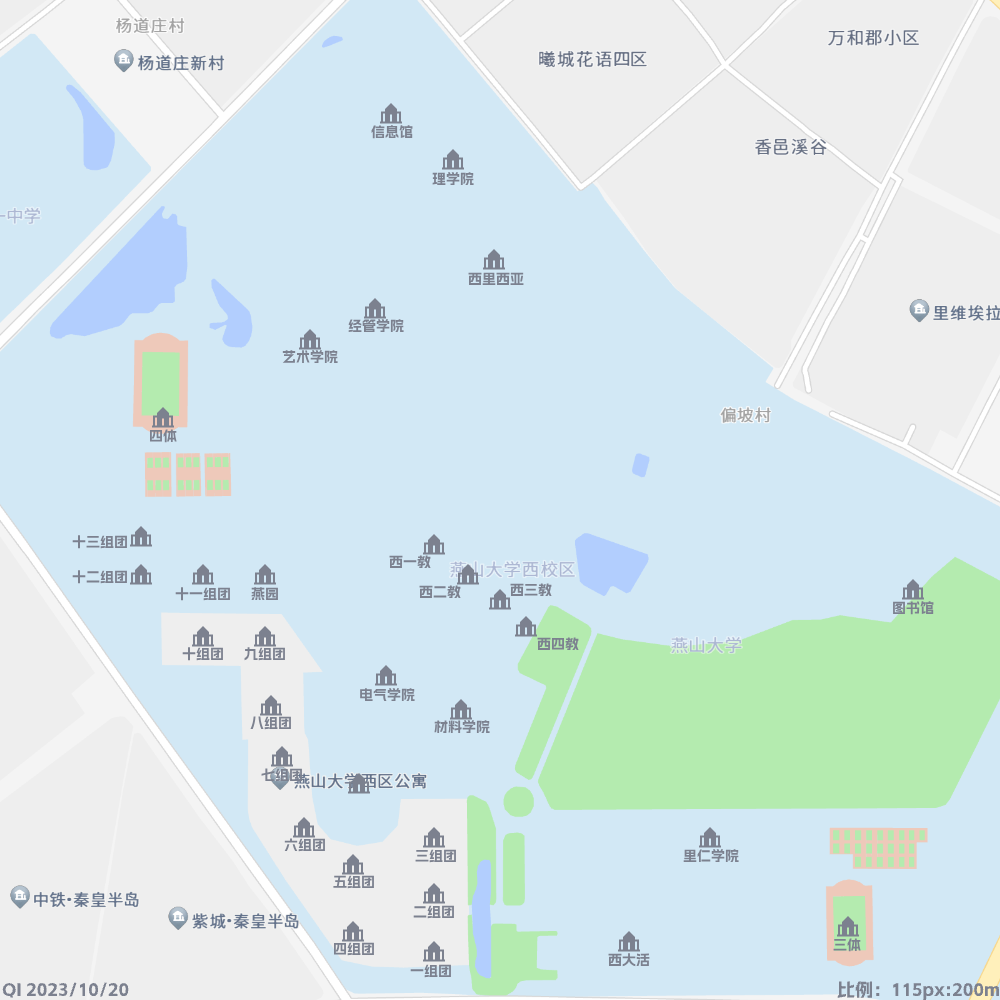 杨道庄村
万和郡小区
曦城花语四区
杨道庄新村
信息馆
香邑溪谷
理学院
一中学
西里西亚
里维埃拉
经管学院
艺术学院
偏坡村
四体
十三组团
西一教
燕山大学西校区
十二组团
西二教
西三教
十一组团
燕园
图书馆
西四教
燕山大学
十组团
九组团
电气学院
八组团
材料学院
七组团
燕山大学西区公寓
六组团
三组团
里仁学院
五组团
中铁·秦皇半岛
二组团
紫城·秦皇半岛
三体
四组团
西大活
一组团
QI 2023/10/20
比例：115px:200m